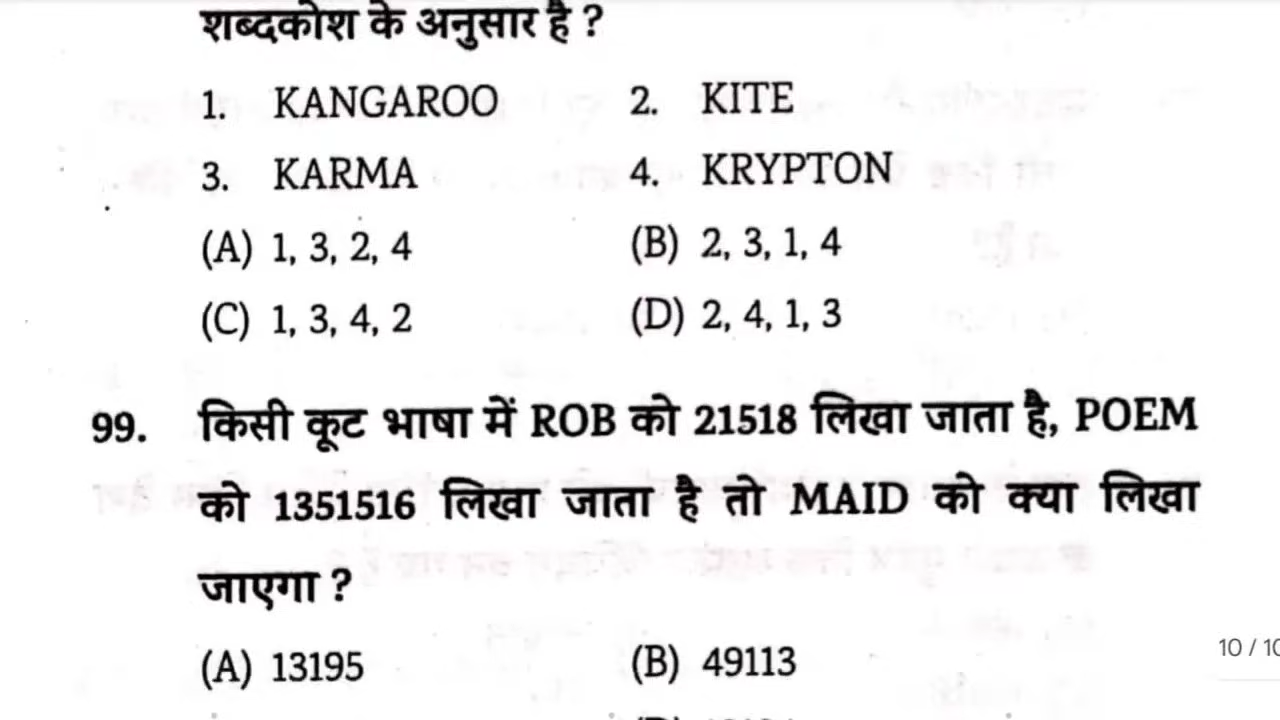 शब्दकोश के अनुसार है ?
1. KANGAROO 2. KITE
3. KARMA 4. KRYPTON
(A) 1, 3, 2, 4 (B) 2, 3, 1, 4
(C) 1, 3, 4, 2 (D) 2, 4, 1, 3
99. किसी कूट भाषा में ROB को 21518 लिखा जाता है, POEM
को 1351516 लिखा जाता है तो MAID को क्या लिखा
जाएगा ?
10 / 10
(A) 13195 (B) 49113